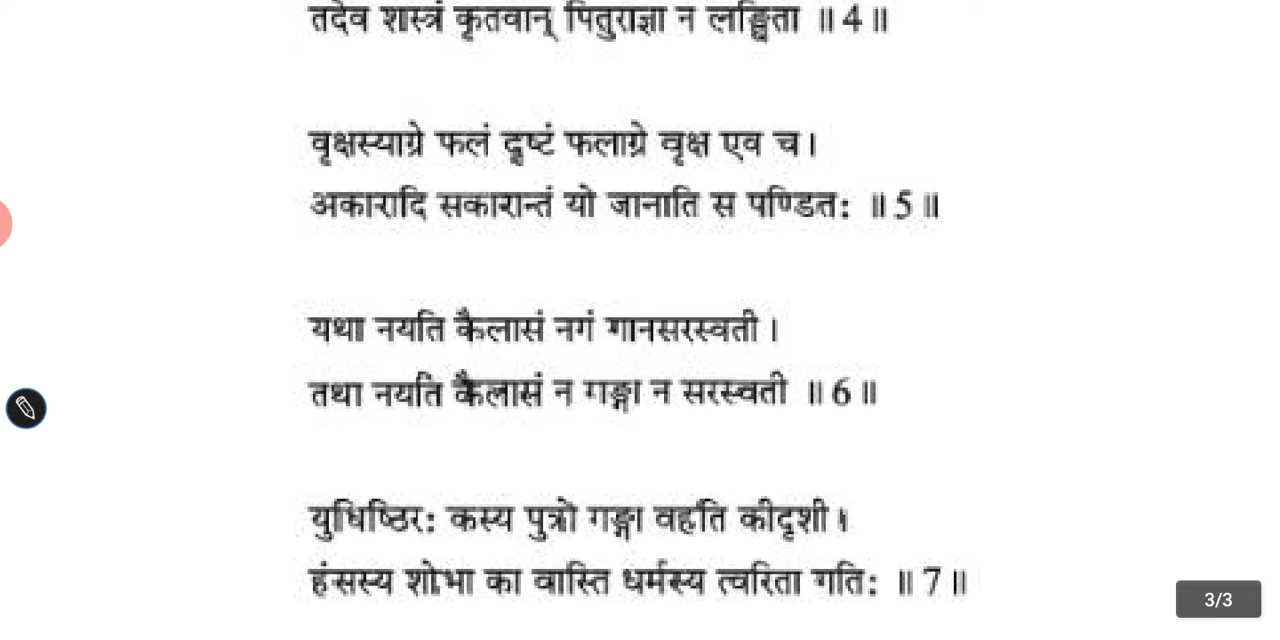 तदेव शास्त्रं कृतवान् पितुराज्ञा न लङ्घिता ॥ 4 ॥
वृक्षस्याग्रे फलं दृष्टं फलाग्रे वृक्ष एव च।
अकारादि सकारान्तं यो जानाति स पण्डितः ॥ 5 ॥
यथा नयति कैलासं नगं गानसरस्वती।
तथा नयति कैलासं न गङ्गा न सरस्वती ॥ 6 ॥
युधिष्ठिरः कस्य पुत्रो गङ्गा वहति कीदृशी।
हंसस्य शोभा का वास्ति धर्मस्य त्वरिता गतिः ॥ 7 ॥
3/3